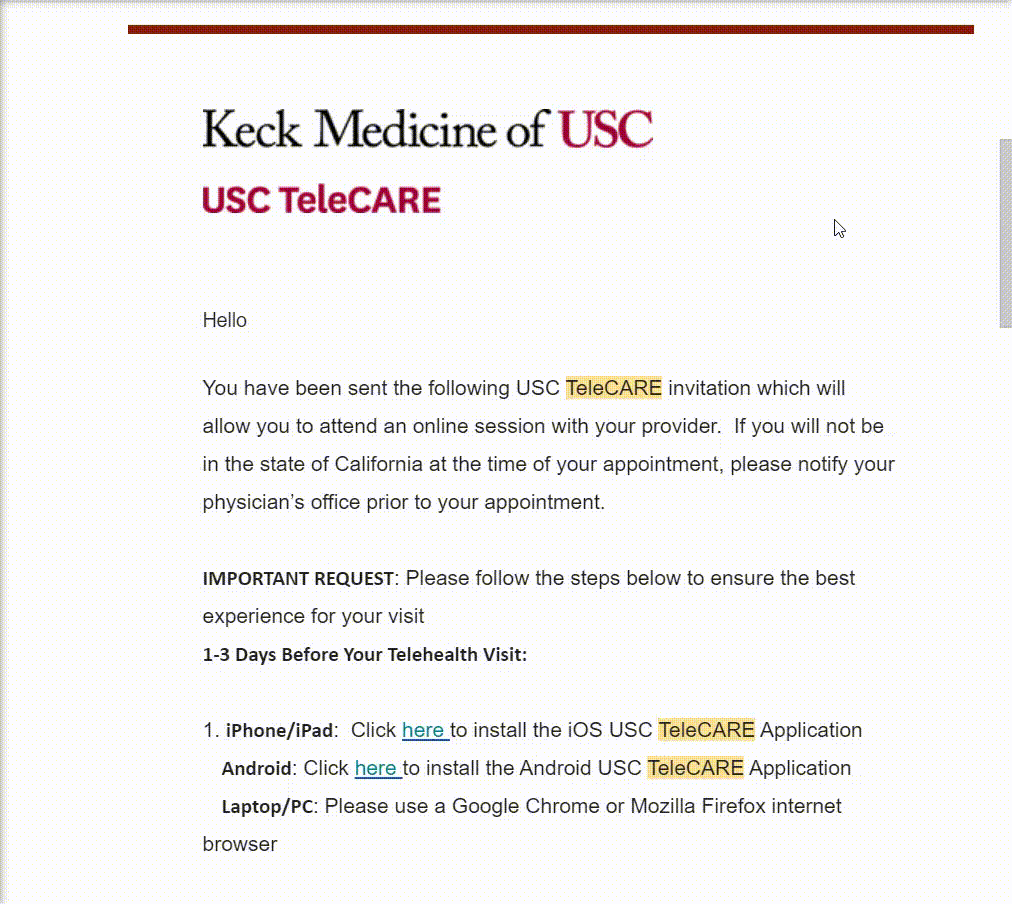 Keck Medicine of USC
USC TeleCARE
Hello
You have been sent the following USC TeleCARE invitation which will
allow you to attend an online session with your provider.  If you will not be
in the state of California at the time of your appointment, please notify your
physician’s office prior to your appointment.
IMPORTANT REQUEST: Please follow the steps below to ensure the best
experience for your visit
1-3 Days Before Your Telehealth Visit:
1. iPhone/iPad:  Click here to install the iOS USC TeleCARE Application
Android: Click here to install the Android USC TeleCARE Application
Laptop/PC: Please use a Google Chrome or Mozilla Firefox internet
browser